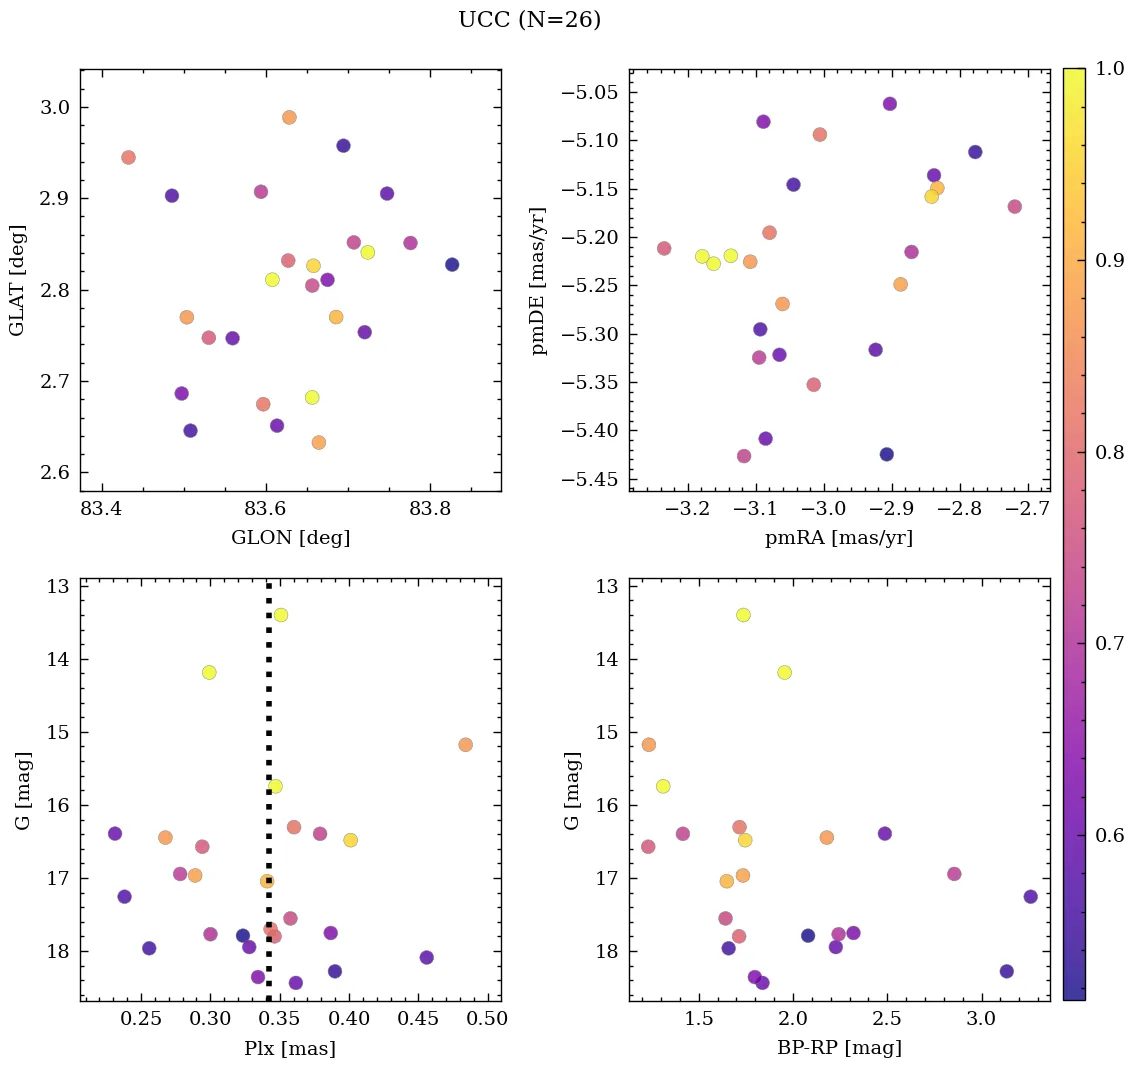 UCC (N=26)
3.0
2.9
2.8
2.7
2.6
GLAT [deg]
83.4 83.6 83.8
GLON [deg]
−5.05
−5.10
−5.15
−5.20
−5.25
−5.30
−5.35
−5.40
−5.45
pmDE [mas/yr]
−3.2 −3.1 −3.0 −2.9 −2.8 −2.7
pmRA [mas/yr]
1.0
0.9
0.8
0.7
0.6
13
14
15
16
17
18
G [mag]
0.25 0.30 0.35 0.40 0.45 0.50
Plx [mas]
13
14
15
16
17
18
G [mag]
1.5 2.0 2.5 3.0
BP-RP [mag]